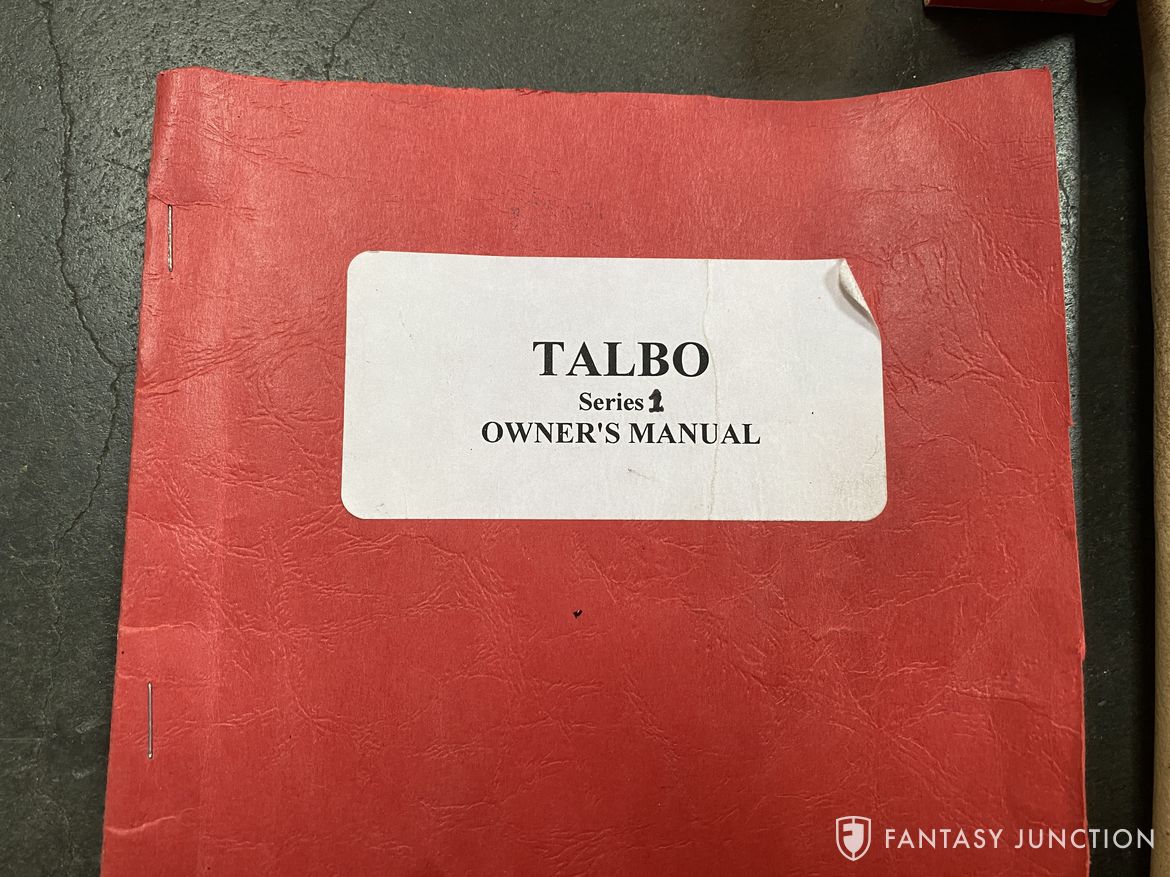 TALBO
Series 1
OWNER'S MANUAL
FANTASY JUNCTION